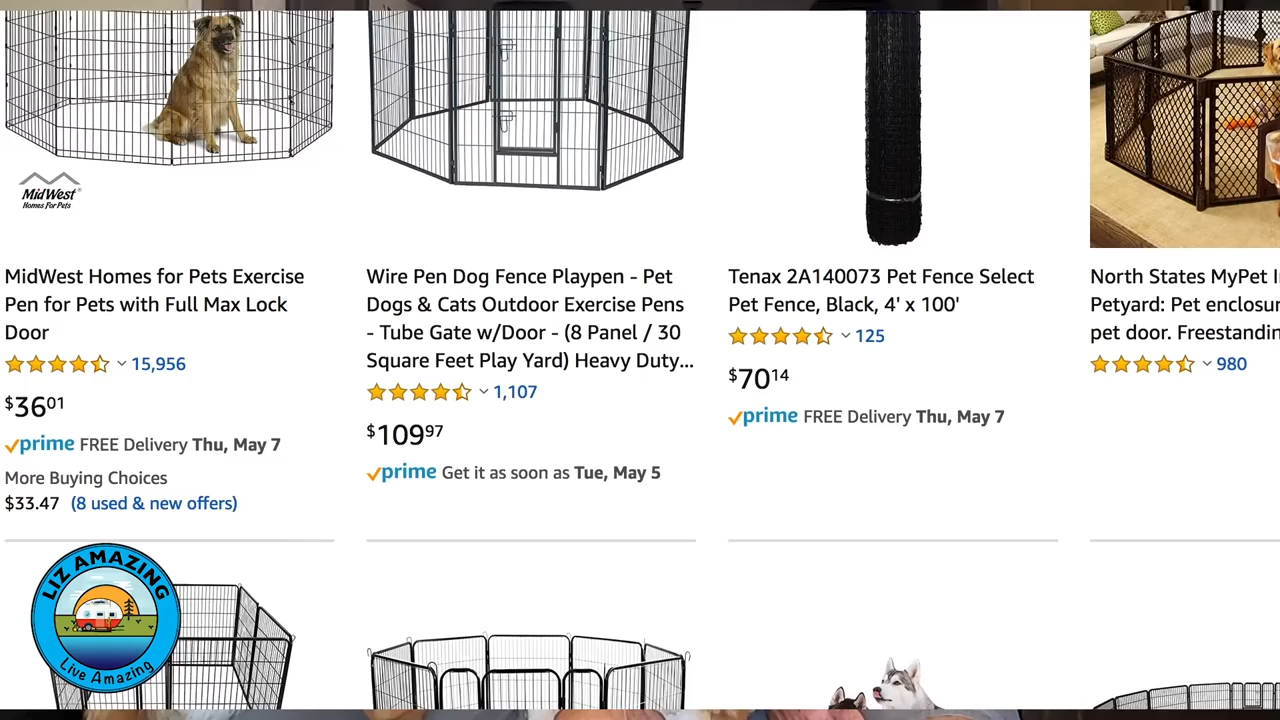 MidWest®
Homes For Pets
MidWest Homes for Pets Exercise
Pen for Pets with Full Max Lock
Door
15,956
$36 01
prime FREE Delivery Thu, May 7
More Buying Choices
$33.47 (8 used & new offers)
Wire Pen Dog Fence Playpen - Pet
Dogs & Cats Outdoor Exercise Pens
- Tube Gate w/Door - (8 Panel / 30
Square Feet Play Yard) Heavy Duty...
1,107
$109 97
prime Get it as soon as Tue, May 5
Tenax 2A140073 Pet Fence Select
Pet Fence, Black, 4' x 100'
125
$70 14
prime FREE Delivery Thu, May 7
North States MyPet
Petyard: Pet
pet door.
980
LIZ AMAZING
Live Amazing